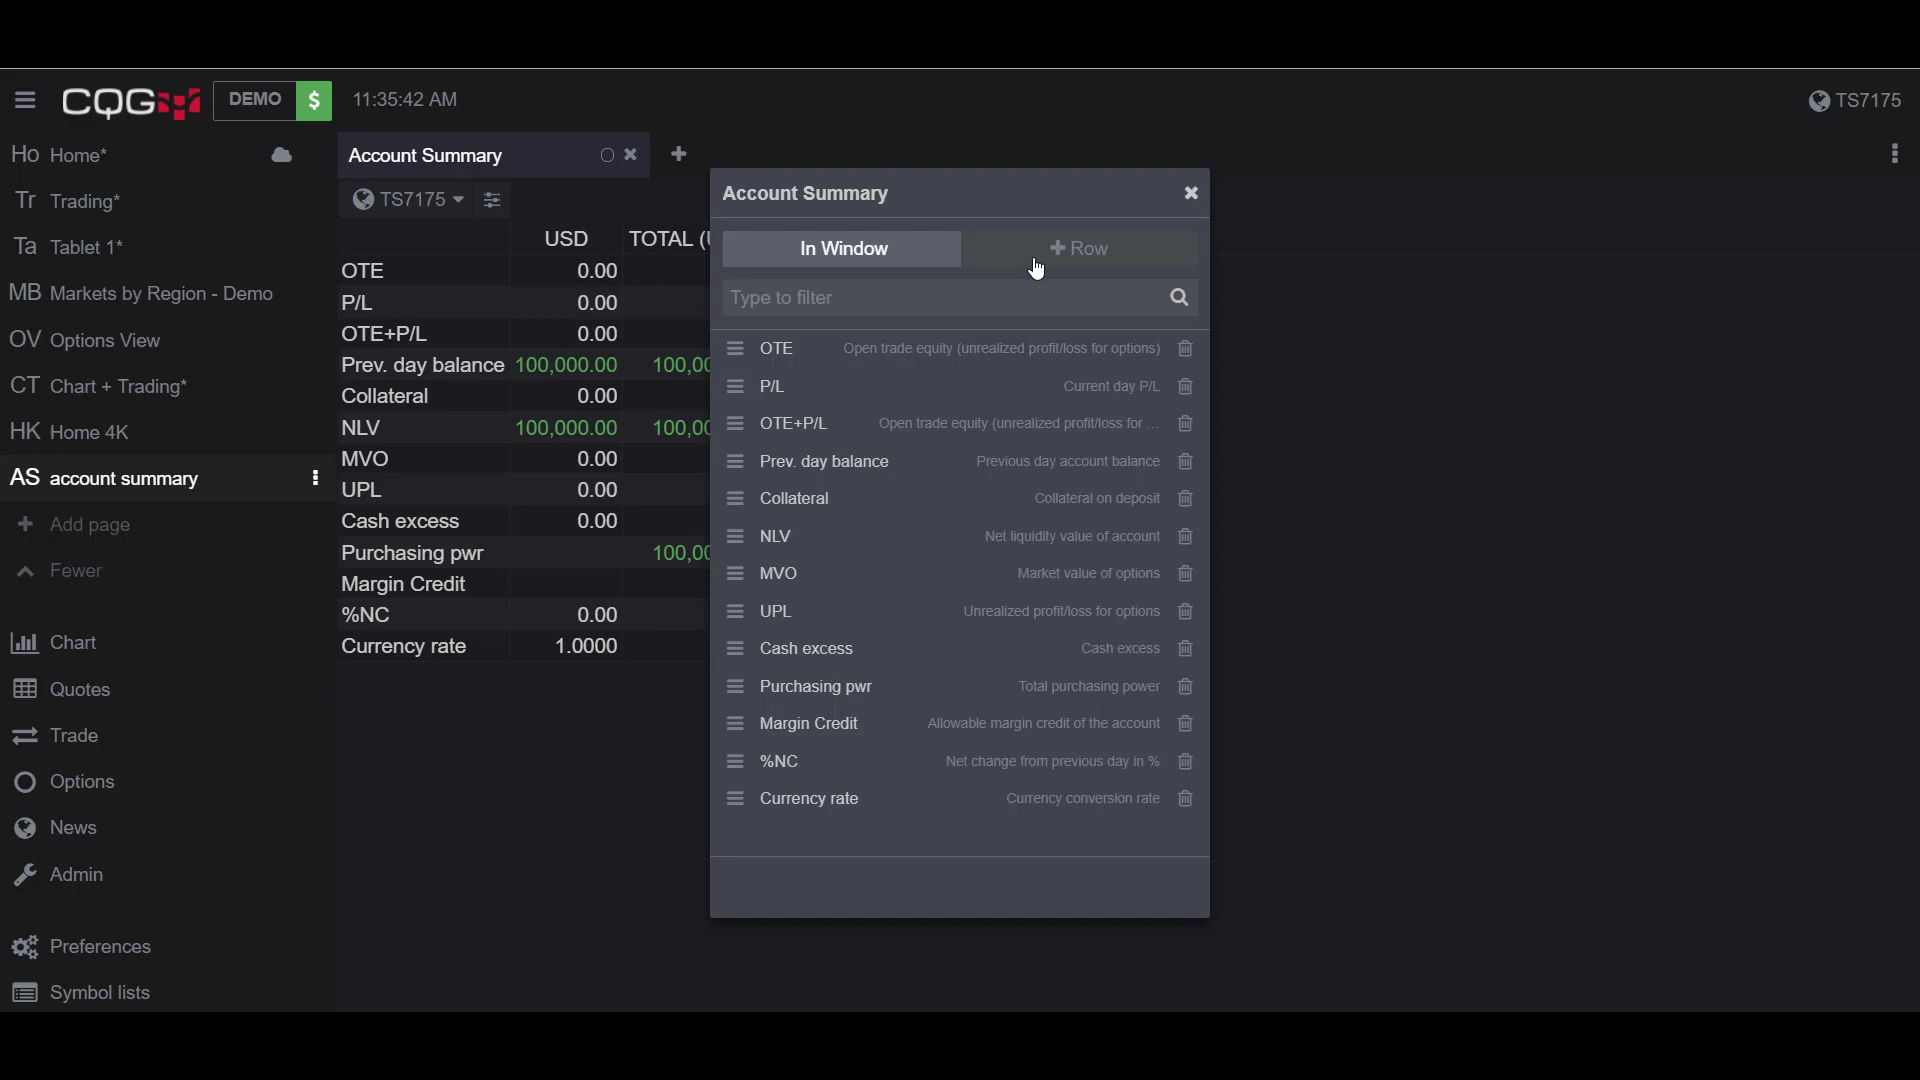 CQG DEMO $ 11:35:42 AM TS7175
Ho Home*
Tr Trading*
Ta Tablet 1*
MB Markets by Region - Demo
OV Options View
CT Chart + Trading*
HK Home 4K
AS account summary
Add page
Fewer
Chart
Quotes
Trade
Options
News
Admin
Preferences
Symbol lists
Account Summary
TS7175
USD TOTAL (U
OTE 0.00
P/L 0.00
OTE+P/L 0.00
Prev. day balance 100,000.00 100,00
Collateral 0.00
NLV 100,000.00 100,00
MVO 0.00
UPL 0.00
Cash excess 0.00
Purchasing pwr 100,00
Margin Credit
%NC 0.00
Currency rate 1.0000
Account Summary
In Window + Row
Type to filter
OTE Open trade equity (unrealized profit/loss for options)
P/L Current day P/L
OTE+P/L Open trade equity (unrealized profit/loss for ...
Prev. day balance Previous day account balance
Collateral Collateral on deposit
NLV Net liquidity value of account
MVO Market value of options
UPL Unrealized profit/loss for options
Cash excess Cash excess
Purchasing pwr Total purchasing power
Margin Credit Allowable margin credit of the account
%NC Net change from previous day in %
Currency rate Currency conversion rate